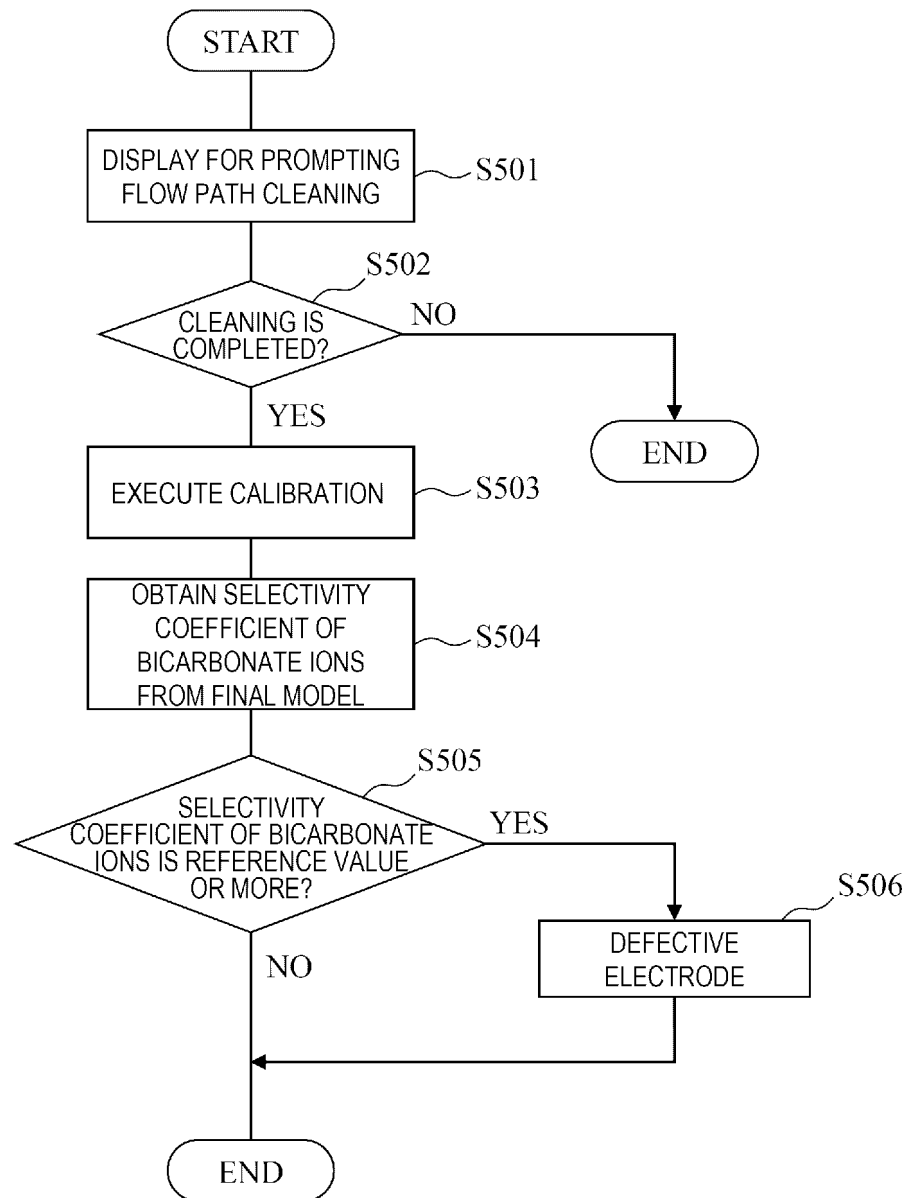 START
DISPLAY FOR PROMPTING
FLOW PATH CLEANING
S501
S502
CLEANING IS
COMPLETED?
NO
YES
END
EXECUTE CALIBRATION
S503
OBTAIN SELECTIVITY
COEFFICIENT OF
BICARBONATE IONS
FROM FINAL MODEL
S504
S505
SELECTIVITY
COEFFICIENT OF BICARBONATE
IONS IS REFERENCE VALUE
OR MORE?
YES
S506
DEFECTIVE
ELECTRODE
NO
END